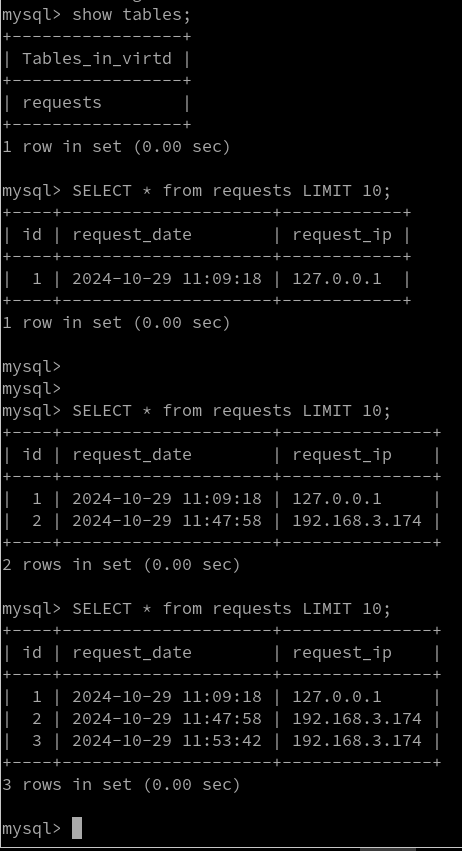 mysql> show tables;
+-----------------+
| Tables_in_virtd |
+-----------------+
| requests        |
+-----------------+
1 row in set (0.00 sec)

mysql> SELECT * from requests LIMIT 10;
+----+---------------------+------------+
| id | request_date        | request_ip |
+----+---------------------+------------+
|  1 | 2024-10-29 11:09:18 | 127.0.0.1  |
+----+---------------------+------------+
1 row in set (0.00 sec)

mysql>
mysql>
mysql> SELECT * from requests LIMIT 10;
+----+---------------------+---------------+
| id | request_date        | request_ip    |
+----+---------------------+---------------+
|  1 | 2024-10-29 11:09:18 | 127.0.0.1     |
|  2 | 2024-10-29 11:47:58 | 192.168.3.174 |
+----+---------------------+---------------+
2 rows in set (0.00 sec)

mysql> SELECT * from requests LIMIT 10;
+----+---------------------+---------------+
| id | request_date        | request_ip    |
+----+---------------------+---------------+
|  1 | 2024-10-29 11:09:18 | 127.0.0.1     |
|  2 | 2024-10-29 11:47:58 | 192.168.3.174 |
|  3 | 2024-10-29 11:53:42 | 192.168.3.174 |
+----+---------------------+---------------+
3 rows in set (0.00 sec)

mysql>